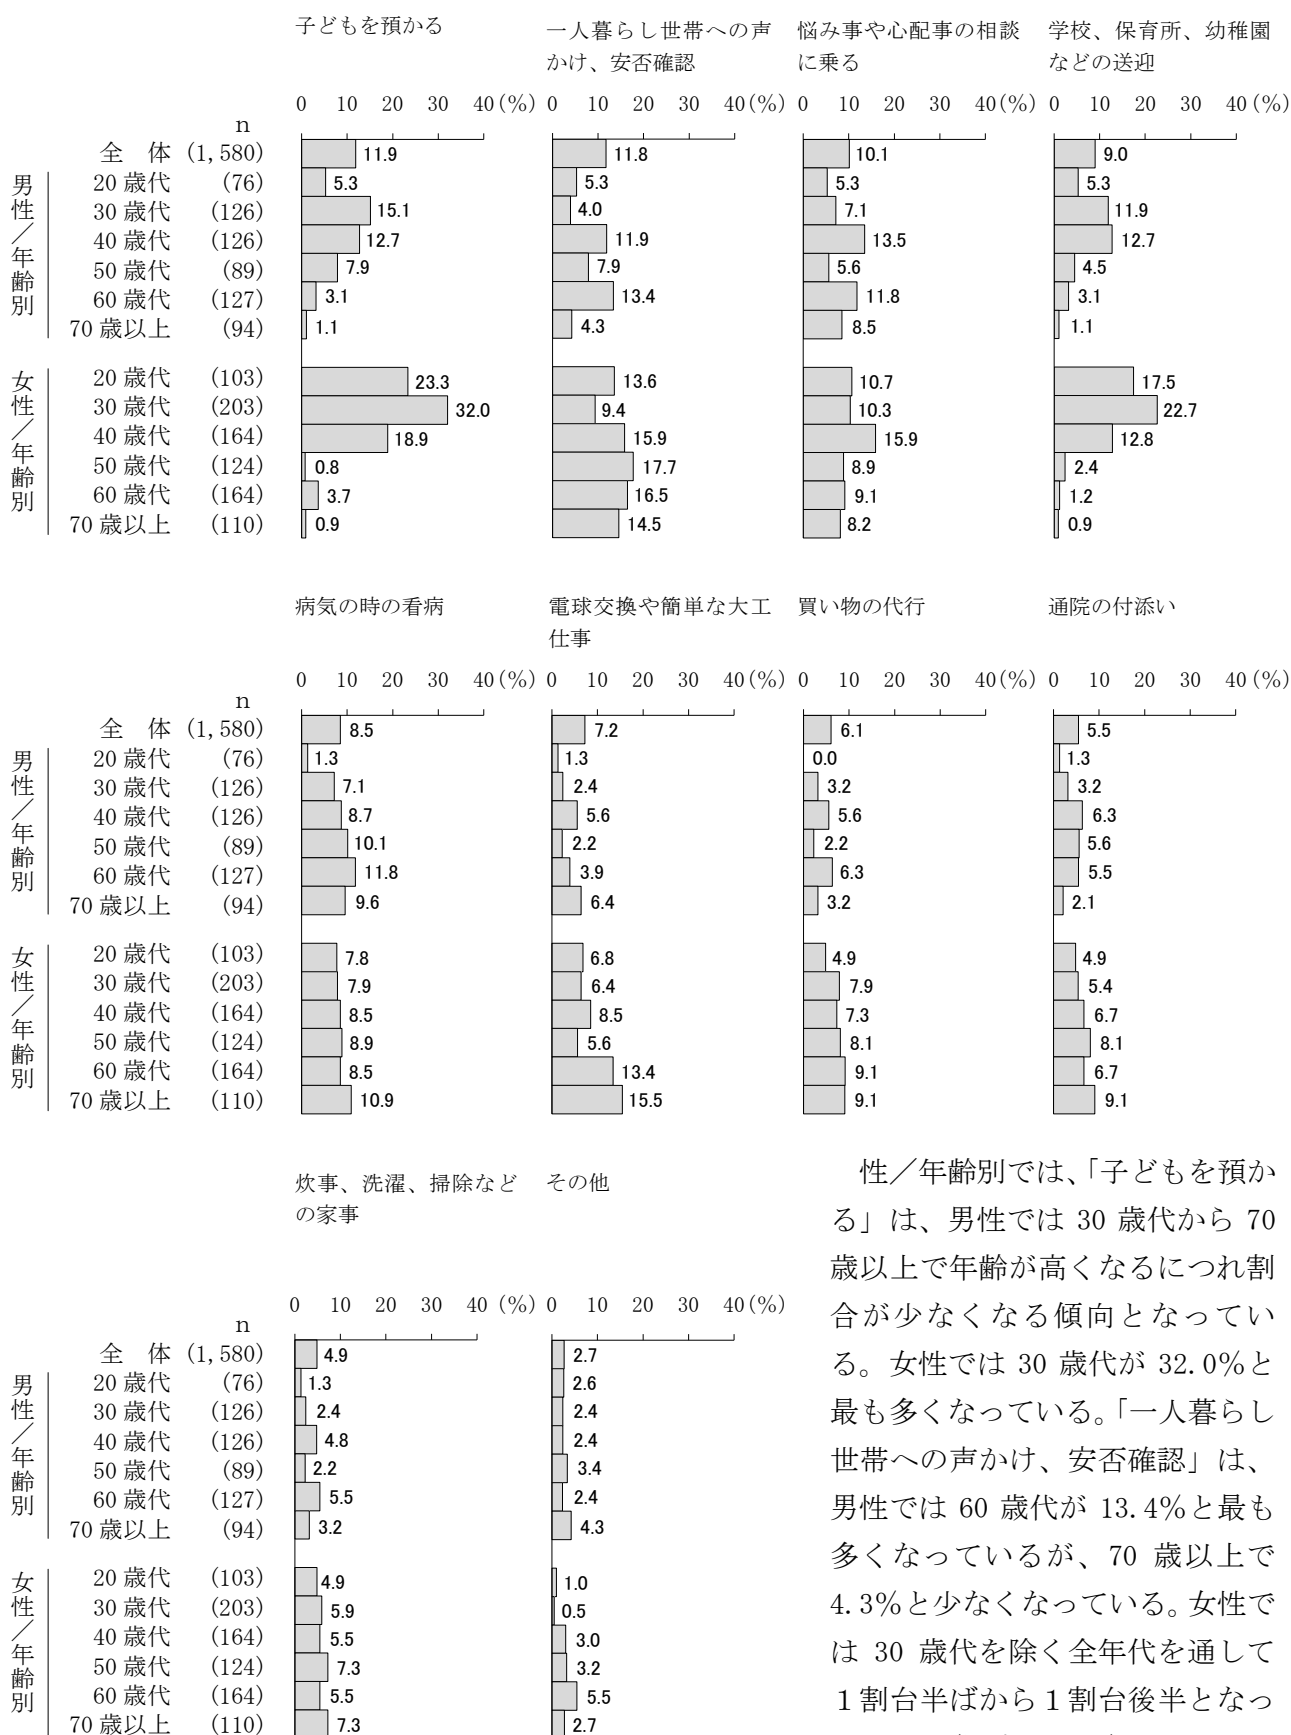 子どもを預かる
一人暮らし世帯への声
かけ、安否確認
悩み事や心配事の相談
に乗る
学校、保育所、幼稚園
などの送迎
0 10 20 30 40(%) 0 10 20 30 40(%) 0 10 20 30 40(%) 0 10 20 30 40(%)
n
全 体 (1,580) 11.9 11.8 10.1 9.0
男性／年齢別
20 歳代 (76) 5.3 5.3 5.3 5.3
30 歳代 (126) 15.1 4.0 7.1 11.9
40 歳代 (126) 12.7 11.9 13.5 12.7
50 歳代 (89) 7.9 7.9 5.6 4.5
60 歳代 (127) 3.1 13.4 11.8 3.1
70 歳以上 (94) 1.1 4.3 8.5 1.1
女性／年齢別
20 歳代 (103) 23.3 13.6 10.7 17.5
30 歳代 (203) 32.0 9.4 10.3 22.7
40 歳代 (164) 18.9 15.9 15.9 12.8
50 歳代 (124) 0.8 17.7 8.9 2.4
60 歳代 (164) 3.7 16.5 9.1 1.2
70 歳以上 (110) 0.9 14.5 8.2 0.9
病気の時の看病
電球交換や簡単な大工
仕事
買い物の代行
通院の付添い
0 10 20 30 40(%) 0 10 20 30 40(%) 0 10 20 30 40(%) 0 10 20 30 40(%)
n
全 体 (1,580) 8.5 7.2 6.1 5.5
男性／年齢別
20 歳代 (76) 1.3 1.3 0.0 1.3
30 歳代 (126) 7.1 2.4 3.2 3.2
40 歳代 (126) 8.7 5.6 5.6 6.3
50 歳代 (89) 10.1 2.2 2.2 5.6
60 歳代 (127) 11.8 3.9 6.3 5.5
70 歳以上 (94) 9.6 6.4 3.2 2.1
女性／年齢別
20 歳代 (103) 7.8 6.8 4.9 4.9
30 歳代 (203) 7.9 6.4 7.9 5.4
40 歳代 (164) 8.5 8.5 7.3 6.7
50 歳代 (124) 8.9 5.6 8.1 8.1
60 歳代 (164) 8.5 13.4 9.1 6.7
70 歳以上 (110) 10.9 15.5 9.1 9.1
炊事、洗濯、掃除など
の家事
その他
0 10 20 30 40 (%) 0 10 20 30 40(%)
n
全 体 (1,580) 4.9 2.7
男性／年齢別
20 歳代 (76) 1.3 2.6
30 歳代 (126) 2.4 2.4
40 歳代 (126) 4.8 2.4
50 歳代 (89) 2.2 3.4
60 歳代 (127) 5.5 2.4
70 歳以上 (94) 3.2 4.3
女性／年齢別
20 歳代 (103) 4.9 1.0
30 歳代 (203) 5.9 0.5
40 歳代 (164) 5.5 3.0
50 歳代 (124) 7.3 3.2
60 歳代 (164) 5.5 5.5
70 歳以上 (110) 7.3 2.7
性／年齢別では、「子どもを預か
る」は、男性では 30 歳代から 70
歳以上で年齢が高くなるにつれ割
合が少なくなる傾向となってい
る。女性では 30 歳代が 32.0％と
最も多くなっている。「一人暮らし
世帯への声かけ、安否確認」は、
男性では 60 歳代が 13.4％と最も
多くなっているが、70 歳以上で
4.3％と少なくなっている。女性で
は 30 歳代を除く全年代を通して
１割台半ばから１割台後半となっ